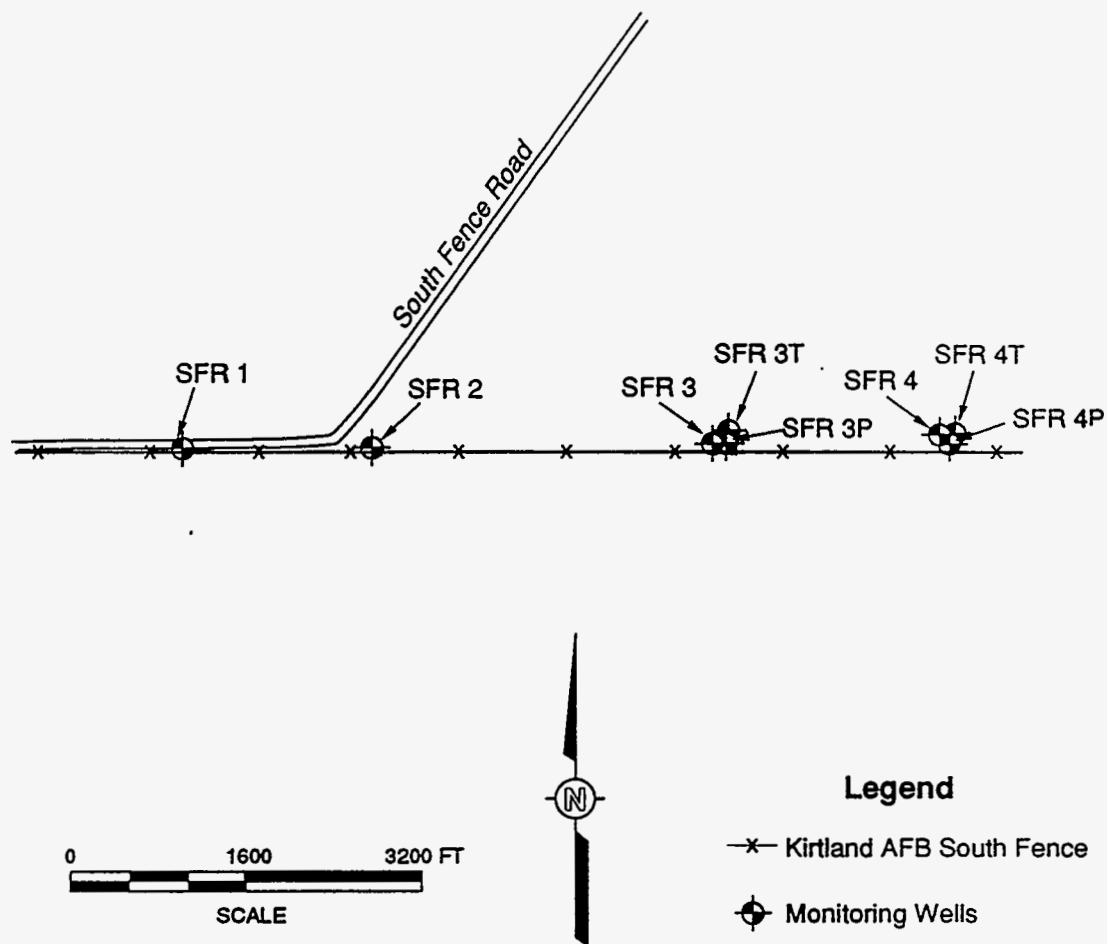 South Fence Road
SFR 1
SFR 2
SFR 3
SFR 3T
SFR 3P
SFR 4
SFR 4T
SFR 4P
N
Legend
Kirtland AFB South Fence
Monitoring Wells
0 1600 3200 FT
SCALE